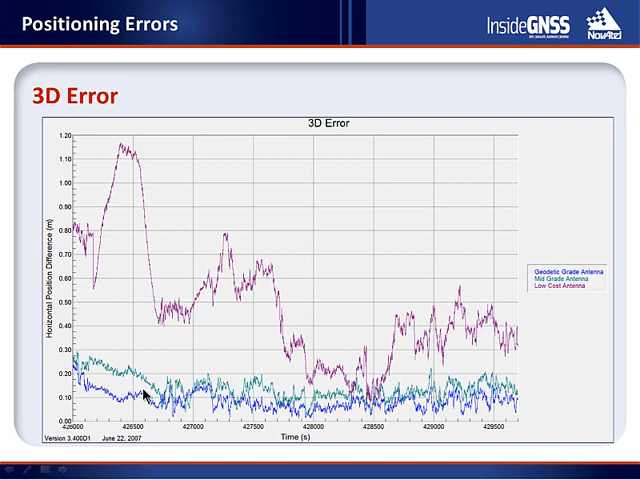 Positioning Errors
InsideGNSS
NovAtel
3D Error
3D Error
1.20
1.10
1.00
0.90
0.80
0.70
0.60
0.50
0.40
0.30
0.20
0.10
0.00
Horizontal Position Difference (m)
Geodetic Grade Antenna
Mid Grade Antenna
Low Cost Antenna
426000 426500 427000 427500 428000 428500 429000 429500
Version 3.400D1 June 22, 2007 Time (s)